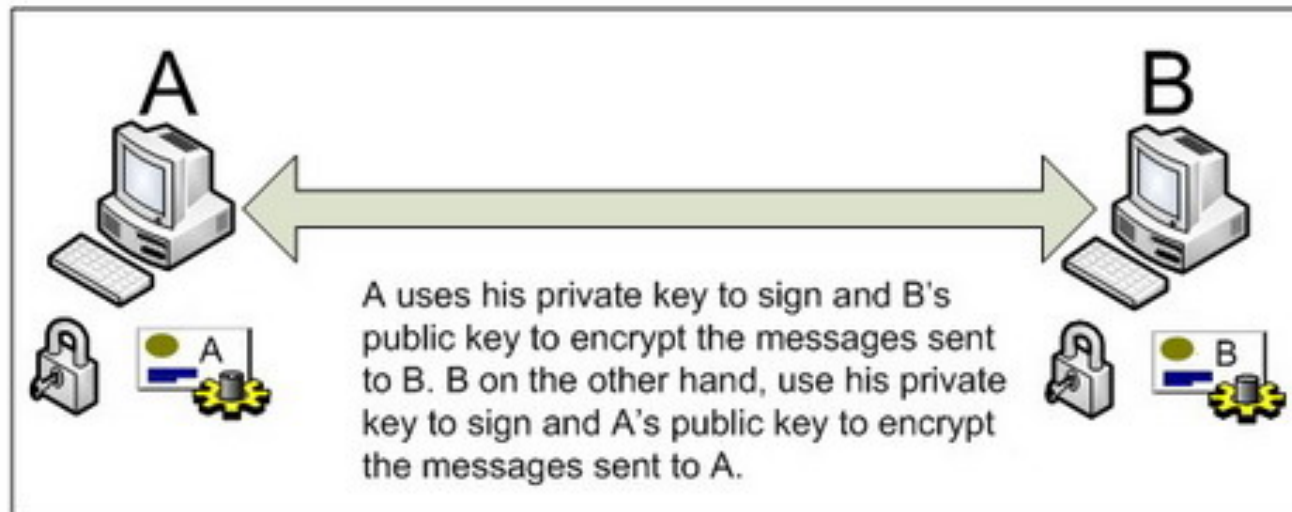 A
B
A uses his private key to sign and B's
public key to encrypt the messages sent
to B. B on the other hand, use his private
key to sign and A's public key to encrypt
the messages sent to A.
A
B